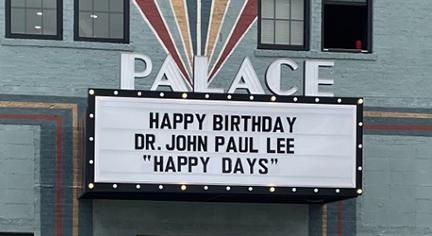 PALACE
HAPPY BIRTHDAY
DR. JOHN PAUL LEE
"HAPPY DAYS"